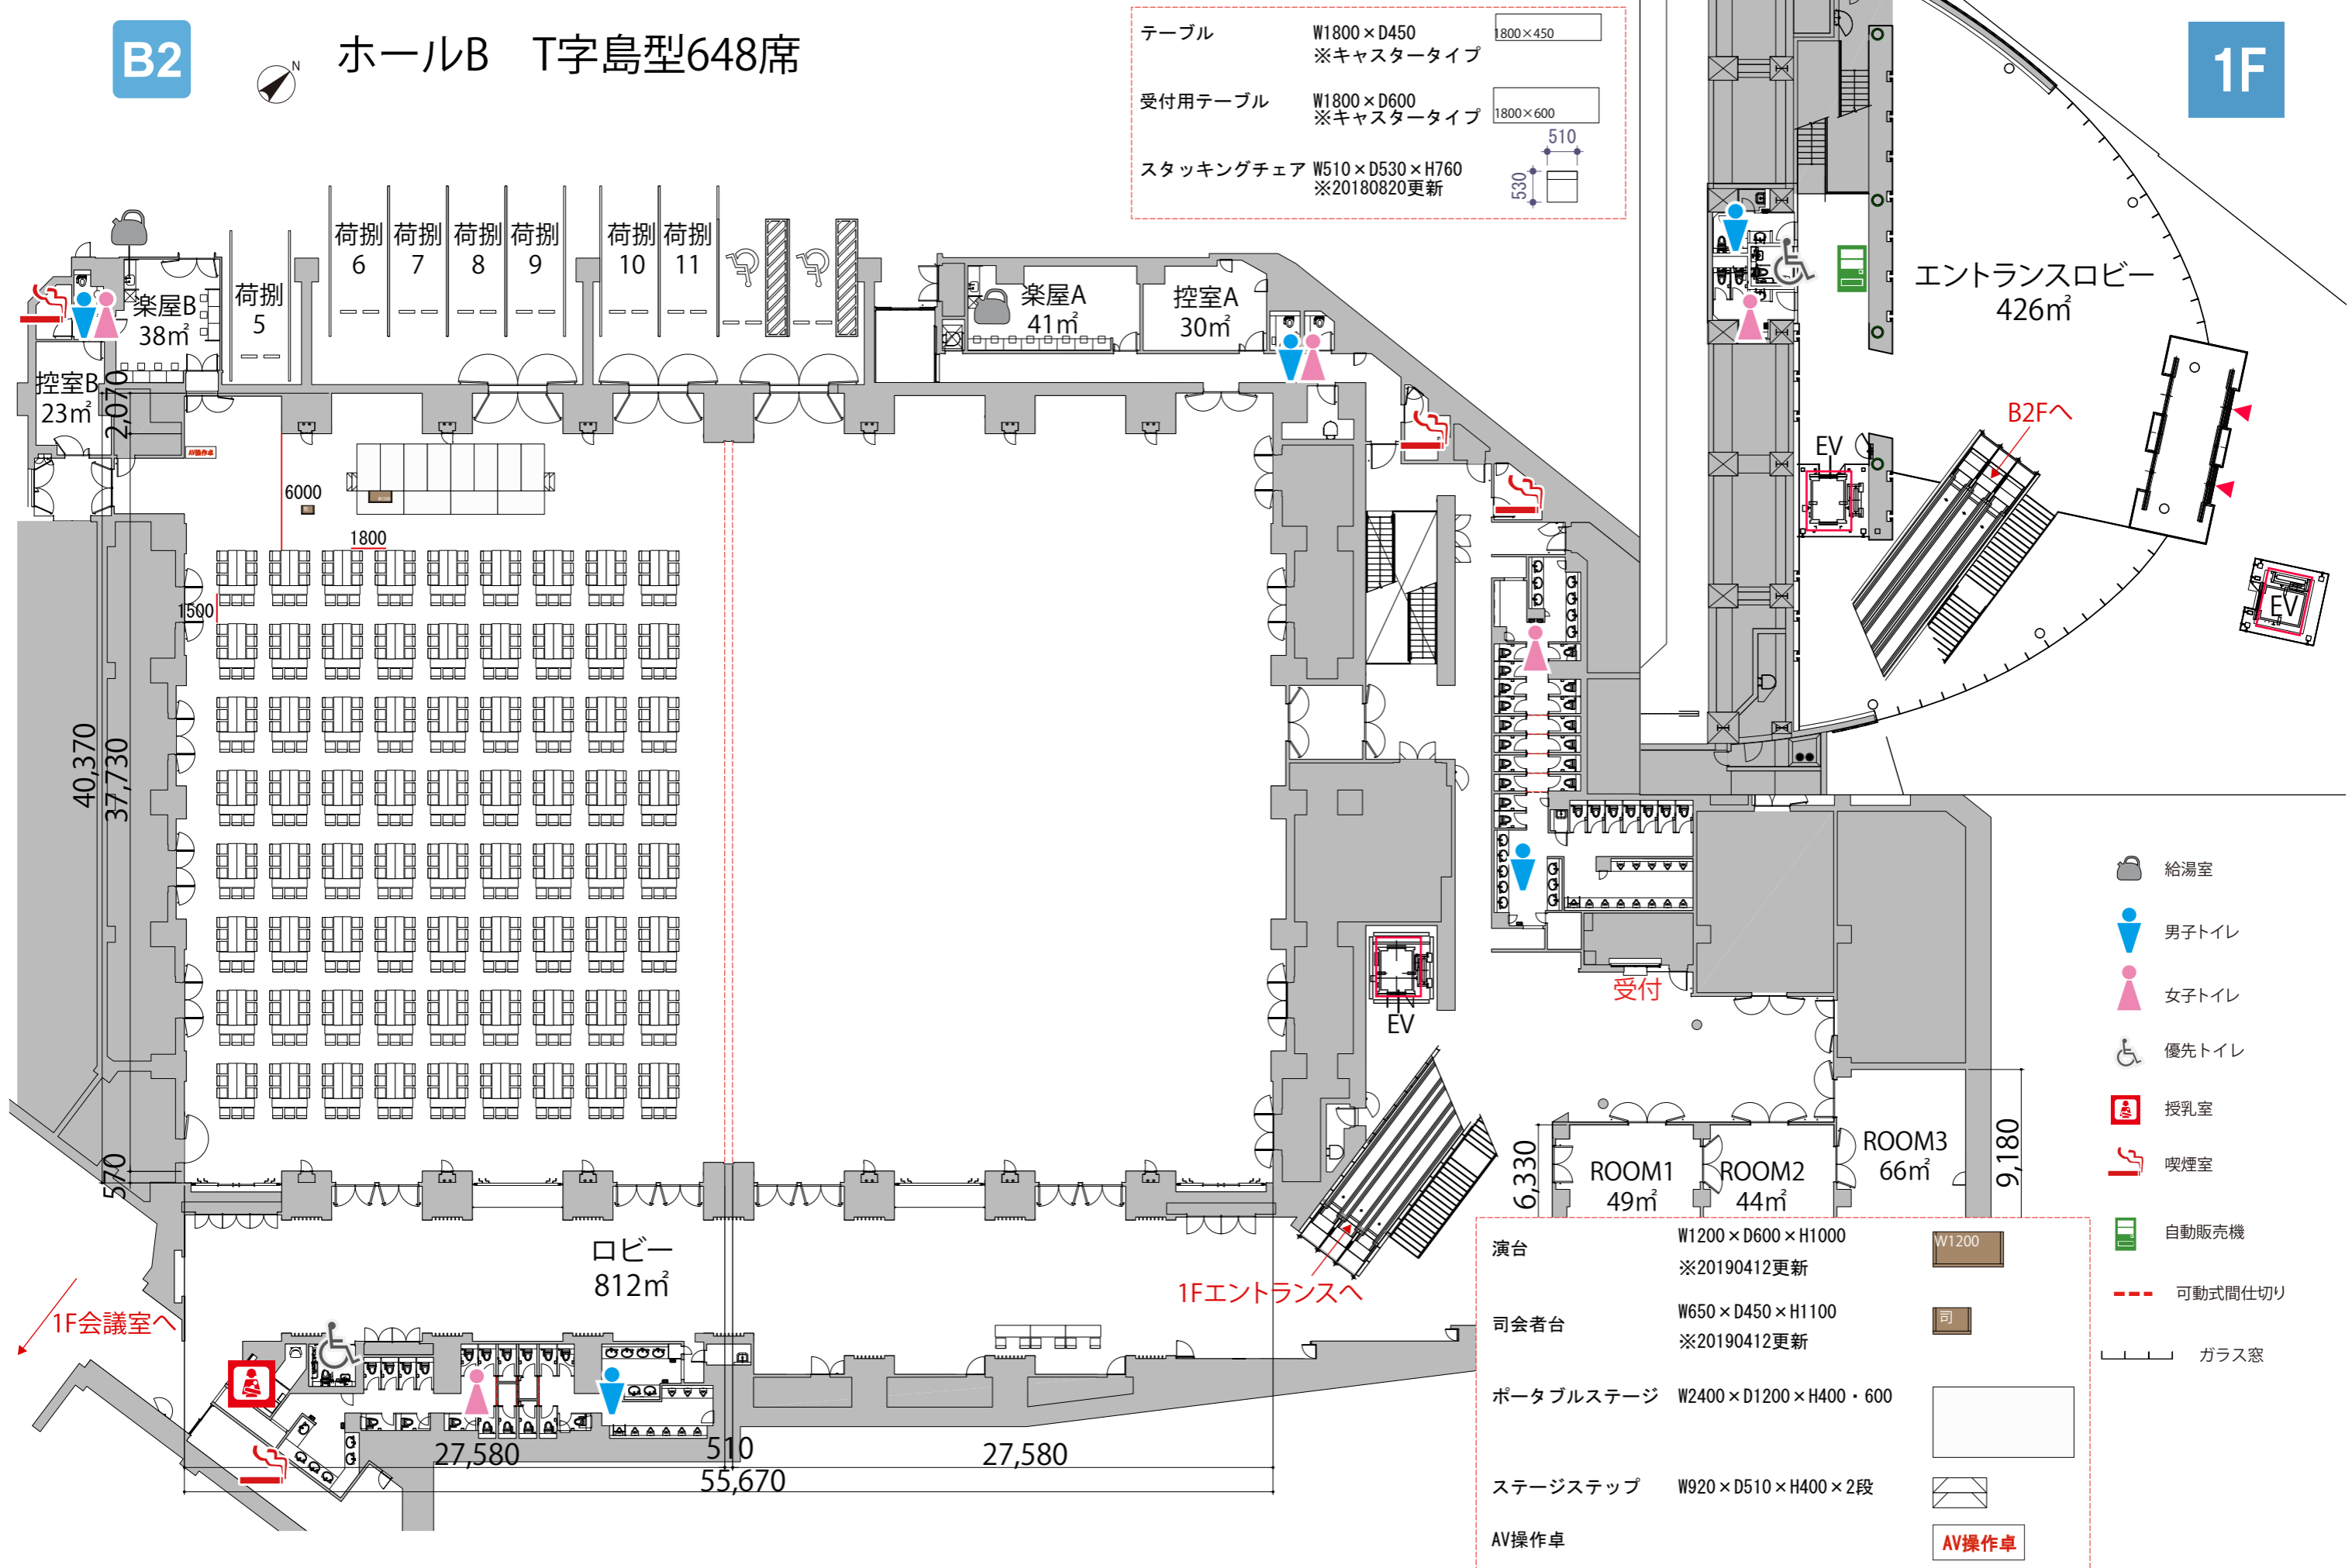 B2
N
ホールB　T字島型648席
テーブル
W1800×D450
※キャスタータイプ
1800×450
受付用テーブル
W1800×D600
※キャスタータイプ
1800×600
スタッキングチェア
W510×D530×H760
※20180820更新
510
530
1F
エントランスロビー
426㎡
B2Fへ
EV
EV
荷捌
5
荷捌
6
荷捌
7
荷捌
8
荷捌
9
荷捌
10
荷捌
11
楽屋B
38㎡
控室B
23㎡
楽屋A
41㎡
控室A
30㎡
AV操作卓
2,070
6000
1800
1500
40,370
37,730
570
EV
受付
ROOM1
49㎡
ROOM2
44㎡
ROOM3
66㎡
6,330
9,180
ロビー
812㎡
1Fエントランスへ
1F会議室へ
27,580
510
27,580
55,670
給湯室
男子トイレ
女子トイレ
優先トイレ
授乳室
喫煙室
自動販売機
可動式間仕切り
ガラス窓
演台
W1200×D600×H1000
※20190412更新
W1200
司会者台
W650×D450×H1100
※20190412更新
司
ポータブルステージ
W2400×D1200×H400・600
ステージステップ
W920×D510×H400×2段
AV操作卓
AV操作卓